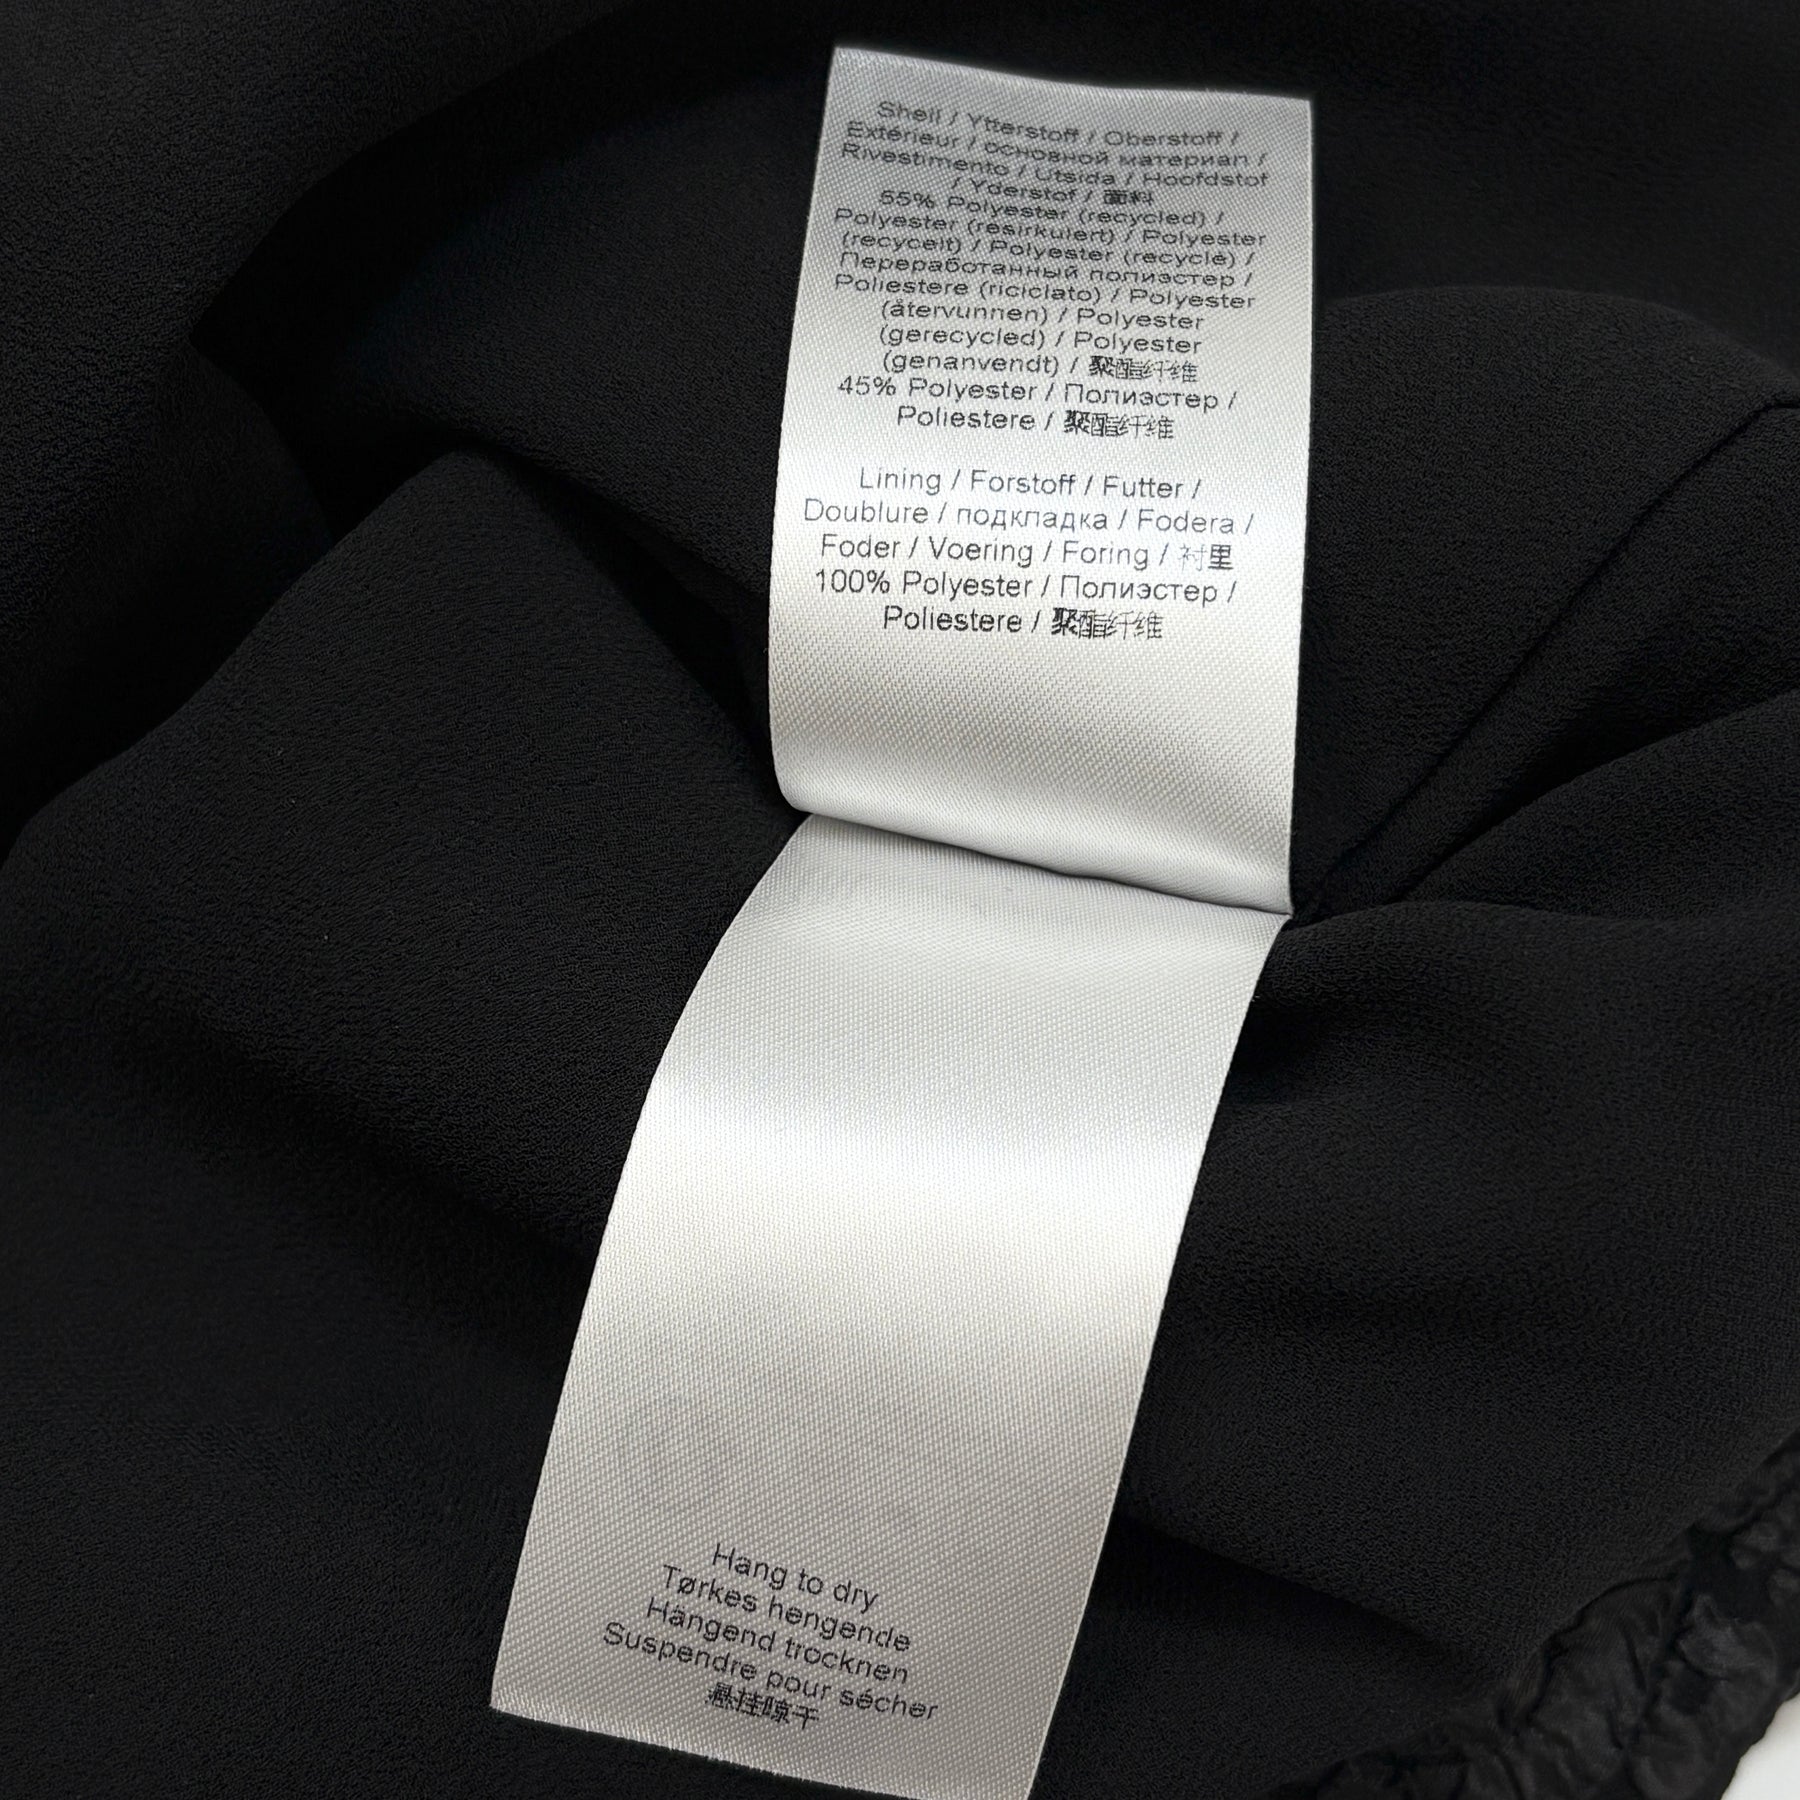 Shell / Ytterstoff / Oberstoff /
Extérieur / основной материал /
Rivestimento / Utsida / Hoofdstof
/ Yderstof / 面料
55% Polyester (recycled) /
Polyester (resirkulert) / Polyester
(recycelt) / Polyester (recyclé) /
Переработанный полиэстер /
Poliestere (riciclato) / Polyester
(återvunnen) / Polyester
(gerecycled) / Polyester
(genanvendt) / 聚酯纤维
45% Polyester / Полиэстер /
Poliestere / 聚酯纤维
Lining / Forstoff / Futter /
Doublure / подкладка / Fodera /
Foder / Voering / Foring / 衬里
100% Polyester / Полиэстер /
Poliestere / 聚酯纤维
Hang to dry
Tørkes hengende
Hängend trocknen
Suspendre pour sécher
悬挂晾干